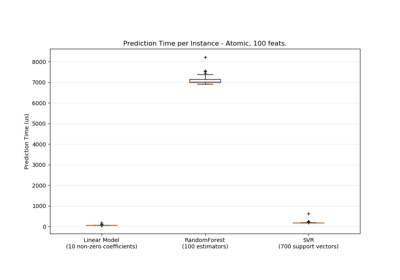 Prediction Time per Instance - Atomic, 100 feats.
8000
7000
6000
5000
4000
3000
2000
1000
0
Prediction Time (us)
Linear Model
(10 non-zero coefficients)
RandomForest
(100 estimators)
SVR
(700 support vectors)